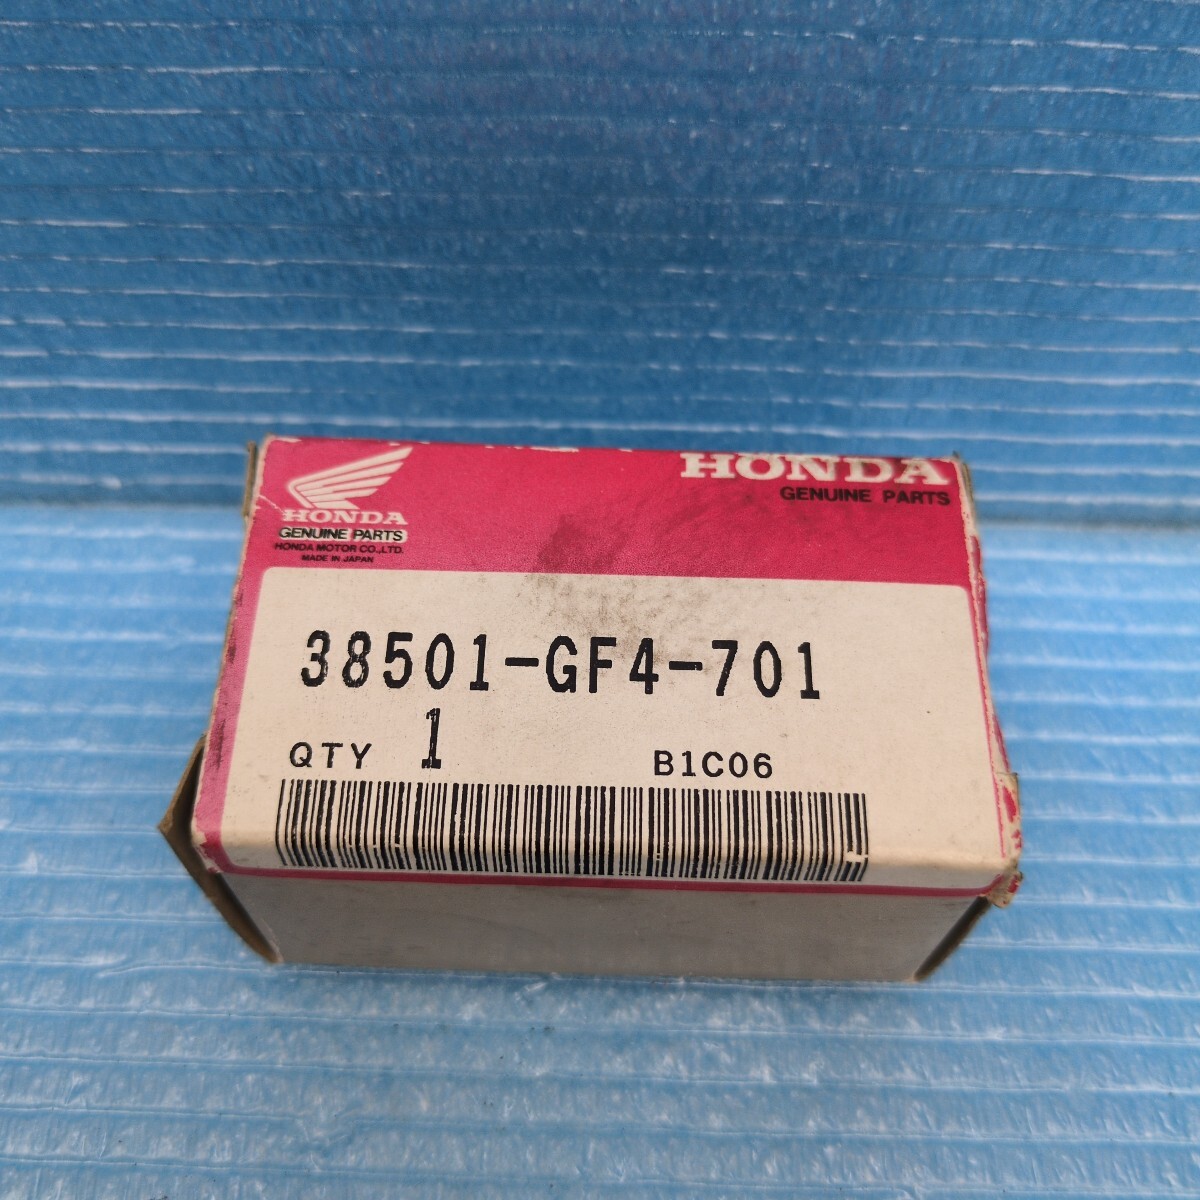 HONDA
GENUINE PARTS
HONDA MOTOR CO.,LTD.
MADE IN JAPAN
HONDA
GENUINE PARTS
38501-GF4-701
QTY 1 B1C06